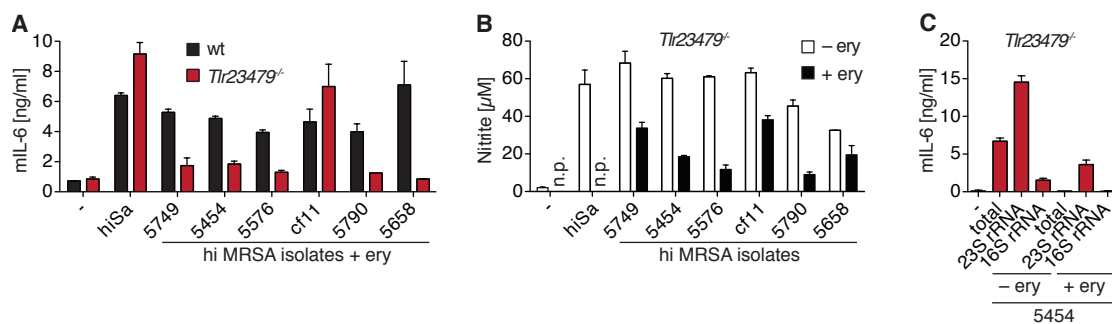 A
mIL-6 [ng/ml]
10
8
6
4
2
0
wt
Tlr23479-/-
-
hiSa
5749
5454
5576
cf11
5790
5658
hi MRSA isolates + ery
B
Nitrite [µM]
80
60
40
20
0
Tlr23479-/-
– ery
+ ery
n.p.
n.p.
-
hiSa
5749
5454
5576
cf11
5790
5658
hi MRSA isolates
C
Tlr23479-/-
mIL-6 [ng/ml]
20
15
10
5
0
-
total
23S rRNA
16S rRNA
total
23S rRNA
16S rRNA
– ery
+ ery
5454